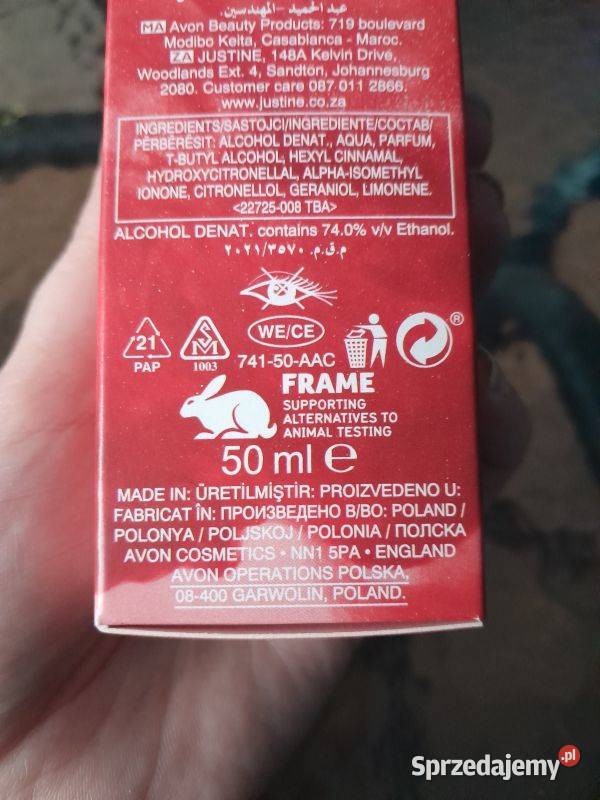 عبد الحميد - المهندسين.
MA Avon Beauty Products: 719 boulevard
Modibo Keita, Casablanca - Maroc.
ZA JUSTINE, 148A Kelvin Drive,
Woodlands Ext. 4, Sandton, Johannesburg
2080. Customer care 087 011 2866.
www.justine.co.za
INGREDIENTS/SASTOJCI/INGREDIENTE/СОСТАВ/
PËRBËRËSIT: ALCOHOL DENAT., AQUA, PARFUM,
T-BUTYL ALCOHOL, HEXYL CINNAMAL,
HYDROXYCITRONELLAL, ALPHA-ISOMETHYL
IONONE, CITRONELLOL, GERANIOL, LIMONENE.
<22725-008 TBA>
ALCOHOL DENAT. contains 74.0% v/v Ethanol.
م.ق.م. ٢٠٢١/٣٥٧٠
WE/CE
21
PAP
1003
741-50-AAC
®
FRAME
SUPPORTING
ALTERNATIVES TO
ANIMAL TESTING
50 ml e
MADE IN: ÜRETİLMİŞTİR: PROIZVEDENO U:
FABRICAT ÎN: ПРОИЗВЕДЕНО В/ВО: POLAND /
POLONYA / POLJSKOJ / POLONIA / ПОЛСКА
AVON COSMETICS • NN1 5PA • ENGLAND
AVON OPERATIONS POLSKA,
08-400 GARWOLIN, POLAND.
Sprzedajemy.pl